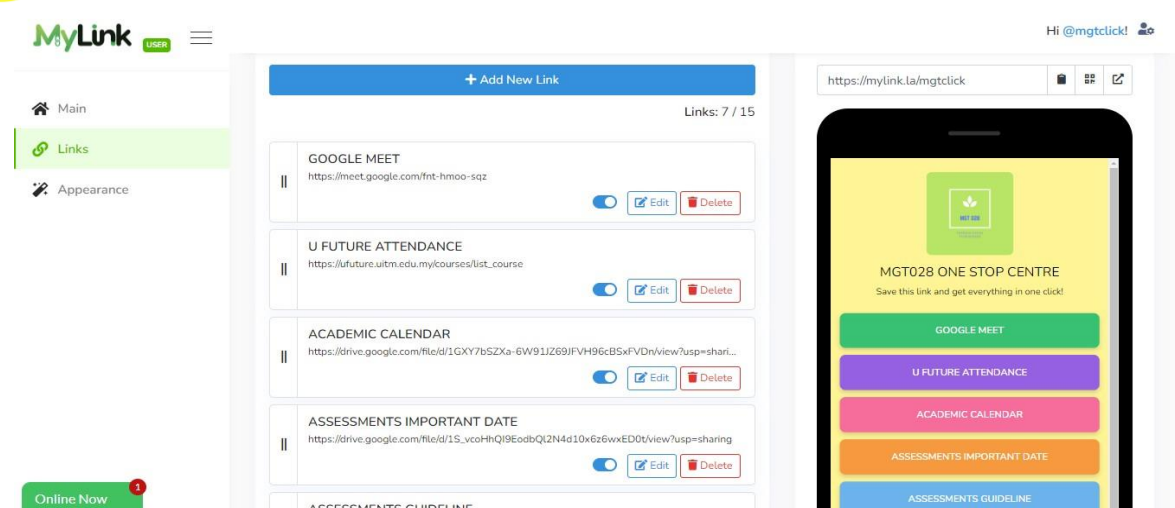 MyLink USER
Hi @mgtclick!
Main
Links
Appearance
Online Now
1
+ Add New Link
Links: 7 / 15
GOOGLE MEET
https://meet.google.com/fnt-hmoo-sqz
Edit Delete
U FUTURE ATTENDANCE
https://ufuture.uitm.edu.my/courses/list_course
Edit Delete
ACADEMIC CALENDAR
https://drive.google.com/file/d/1GXY7bSZXa-6W91JZ69JFVH96cBSxFVDn/view?usp=shari...
Edit Delete
ASSESSMENTS IMPORTANT DATE
https://drive.google.com/file/d/1S_vcoHhQI9EodbQl2N4d10x6z6wxED0t/view?usp=sharing
Edit Delete
ASSESSMENTS GUIDELINE
https://mylink.la/mgtclick
MGT 028
MGT028 ONE STOP CENTRE
Save this link and get everything in one click!
GOOGLE MEET
U FUTURE ATTENDANCE
ACADEMIC CALENDAR
ASSESSMENTS IMPORTANT DATE
ASSESSMENTS GUIDELINE